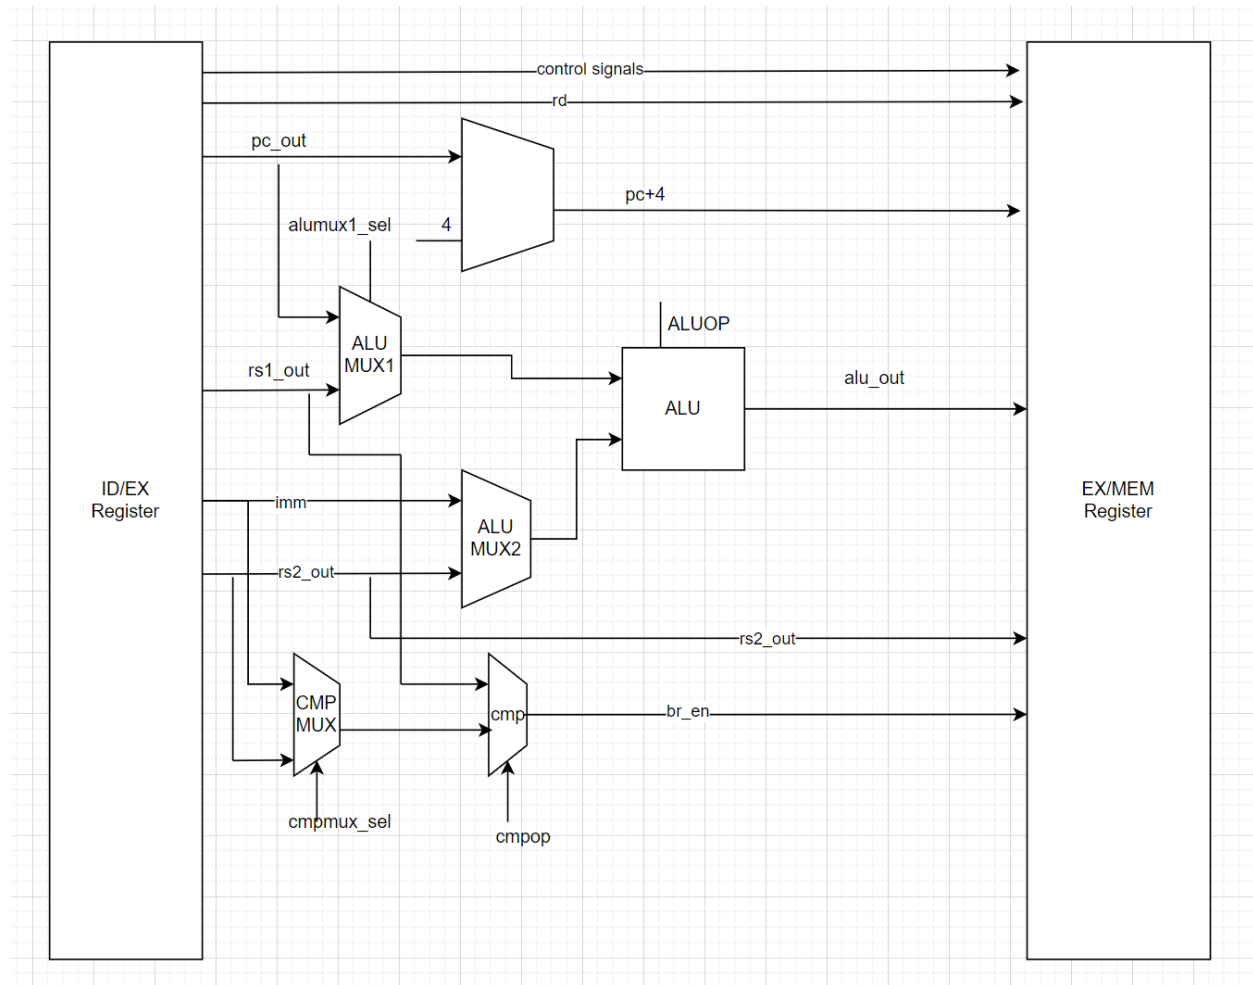 control signals
rd
pc_out
pc+4
alumux1_sel
4
ALUOP
ALU
MUX1
rs1_out
alu_out
ALU
ID/EX
Register
imm
ALU
MUX2
EX/MEM
Register
rs2_out
rs2_out
CMP
MUX
cmp
br_en
cmpmux_sel
cmpop